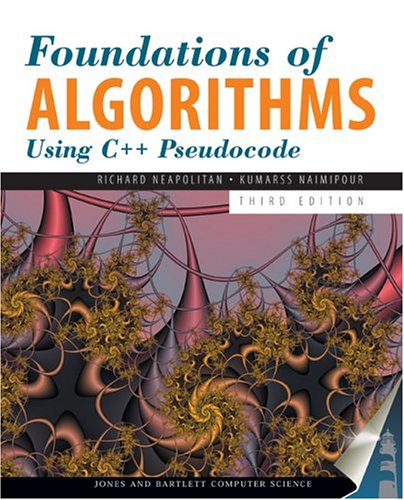 Foundations of
ALGORITHMS
Using C++ Pseudocode
RICHARD NEAPOLITAN · KUMARSS NAIMIPOUR
THIRD EDITION
JONES AND BARTLETT COMPUTER SCIENCE